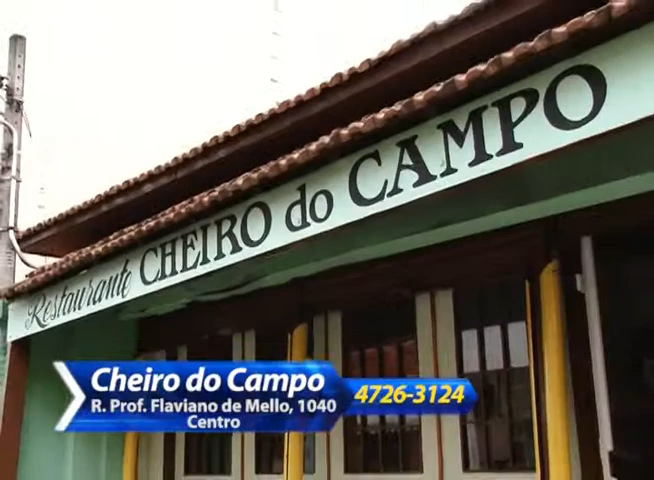 Restaurante CHEIRO do CAMPO
Cheiro do Campo
R. Prof. Flaviano de Mello, 1040
Centro
4726-3124